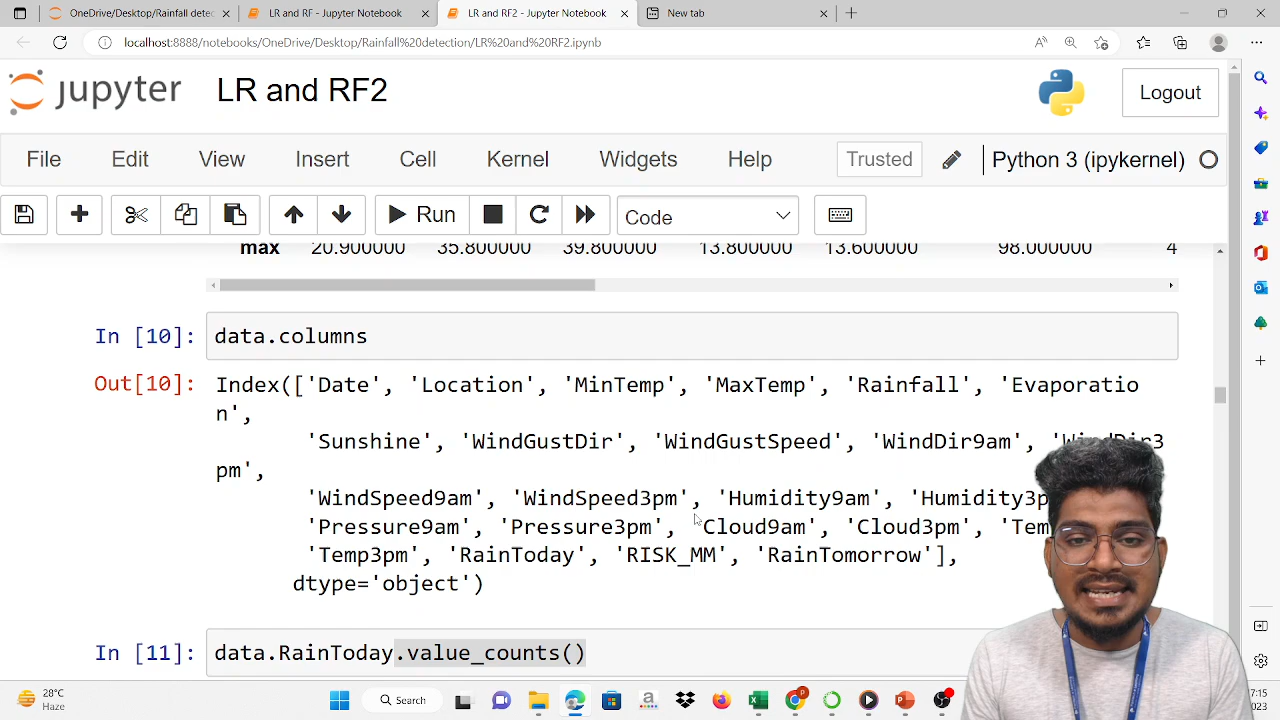 OneDrive/Desktop/Rainfall detec
LR and RF - Jupyter Notebook
LR and RF2 - Jupyter Notebook
New tab
localhost:8888/notebooks/OneDrive/Desktop/Rainfall%20detection/LR%20and%20RF2.ipynb
jupyter LR and RF2
Logout
File Edit View Insert Cell Kernel Widgets Help Trusted Python 3 (ipykernel)
Run Code
max 20.900000 35.800000 39.800000 13.800000 13.600000 98.000000 4
In [10]: data.columns
Out[10]: Index(['Date', 'Location', 'MinTemp', 'MaxTemp', 'Rainfall', 'Evaporatio
n',
'Sunshine', 'WindGustDir', 'WindGustSpeed', 'WindDir9am', 'WindDir3
pm',
'WindSpeed9am', 'WindSpeed3pm', 'Humidity9am', 'Humidity3p
'Pressure9am', 'Pressure3pm', 'Cloud9am', 'Cloud3pm', 'Tem
'Temp3pm', 'RainToday', 'RISK_MM', 'RainTomorrow'],
dtype='object')
In [11]: data.RainToday.value_counts()
28°C
Haze
Search